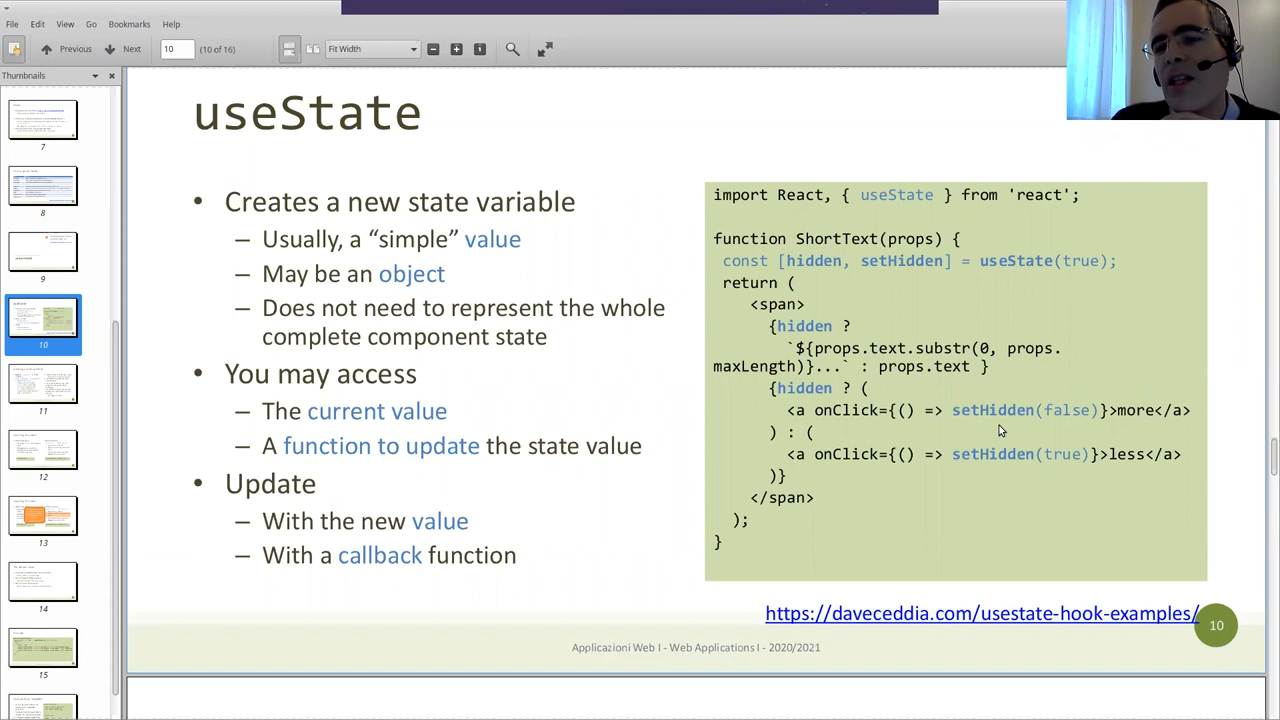 File Edit View Go Bookmarks Help
Previous Next 10 (10 of 16) Fit Width
Thumbnails
7
8
9
10
11
12
13
14
15
useState
• Creates a new state variable
– Usually, a “simple” value
– May be an object
– Does not need to represent the whole
complete component state
• You may access
– The current value
– A function to update the state value
• Update
– With the new value
– With a callback function
import React, { useState } from 'react';
function ShortText(props) {
const [hidden, setHidden] = useState(true);
return (
<span>
{hidden ?
`${props.text.substr(0, props.
maxLength)}...` : props.text }
{hidden ? (
<a onClick={() => setHidden(false)}>more</a>
) : (
<a onClick={() => setHidden(true)}>less</a>
)}
</span>
);
}
https://daveceddia.com/usestate-hook-examples/
10
Applicazioni Web I - Web Applications I - 2020/2021